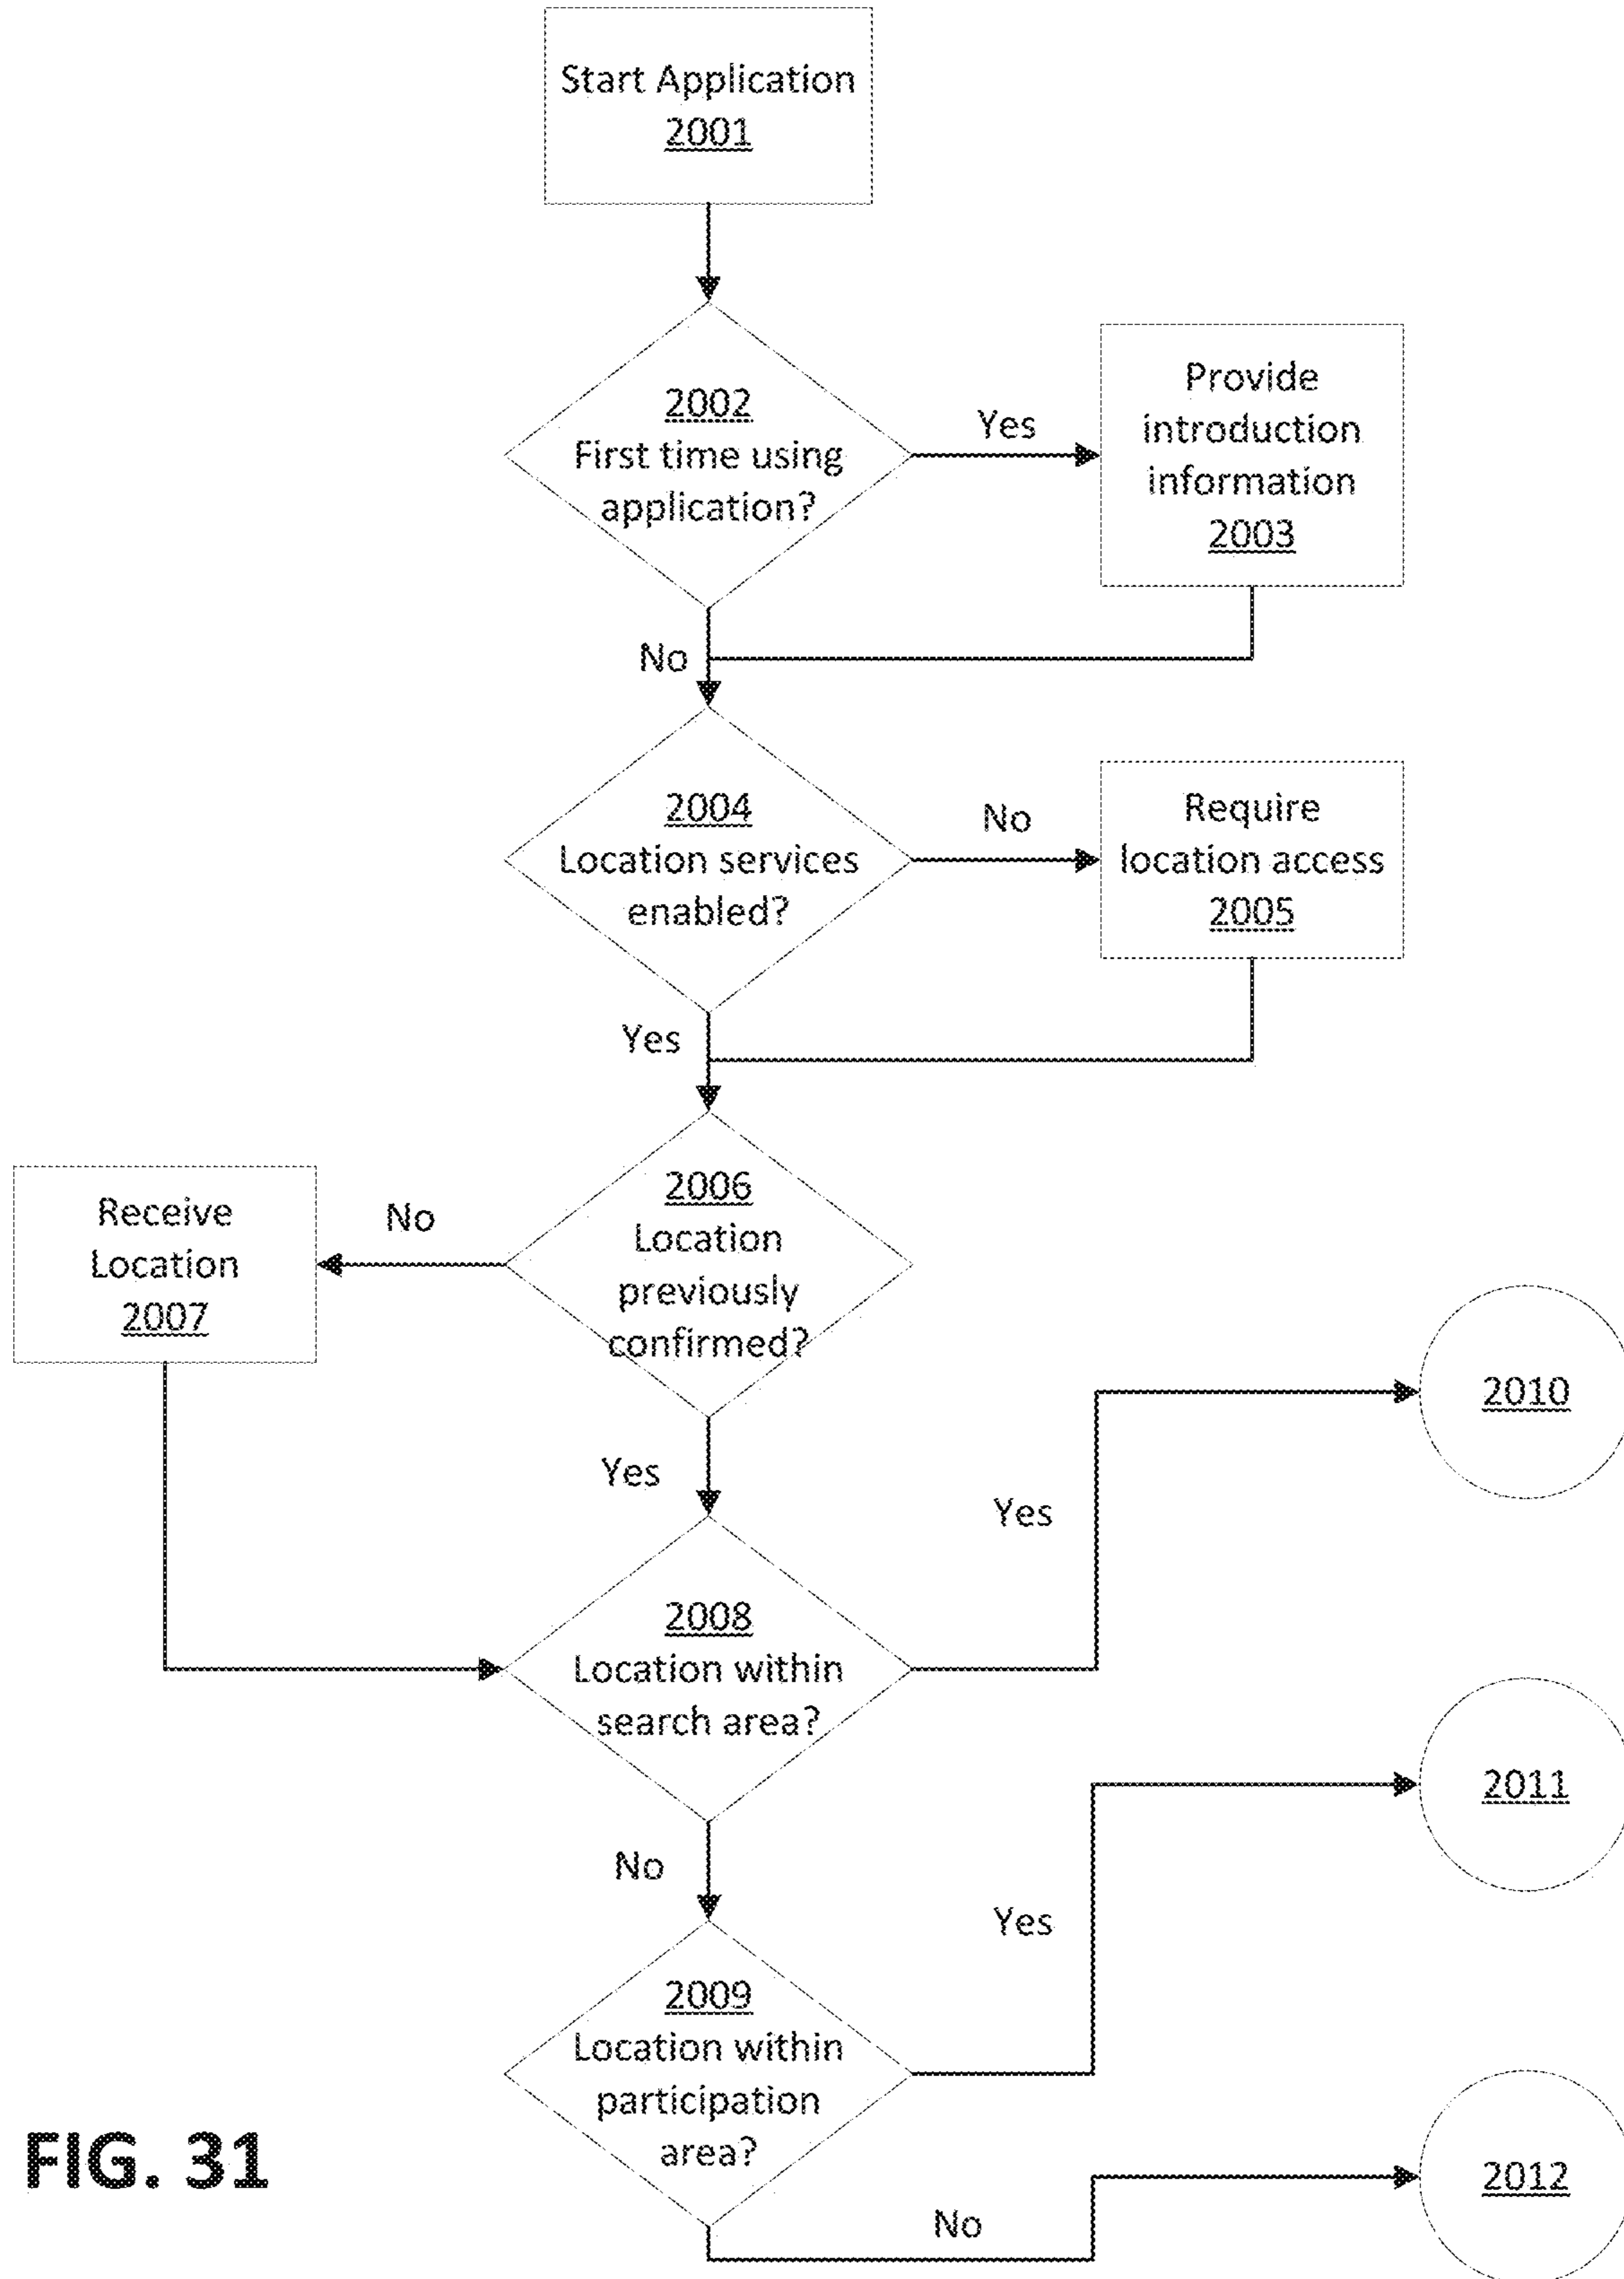 Start Application
2001
2002
First time using
application?
Yes
Provide
introduction
information
2003
No
2004
Location services
enabled?
No
Require
location access
2005
Yes
2006
Location
previously
confirmed?
No
Receive
Location
2007
Yes
2008
Location within
search area?
Yes
2010
No
2009
Location within
participation
area?
Yes
2011
No
2012
FIG. 31